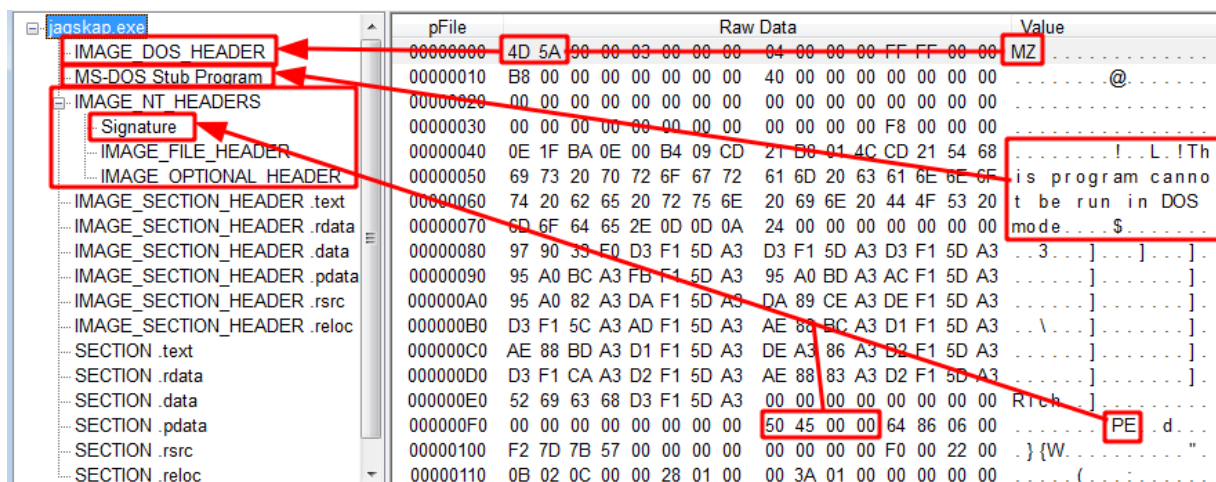 jagskap.exe
IMAGE_DOS_HEADER
MS-DOS Stub Program
IMAGE_NT_HEADERS
Signature
IMAGE_FILE_HEADER
IMAGE_OPTIONAL_HEADER
IMAGE_SECTION_HEADER .text
IMAGE_SECTION_HEADER .rdata
IMAGE_SECTION_HEADER .data
IMAGE_SECTION_HEADER .pdata
IMAGE_SECTION_HEADER .rsrc
IMAGE_SECTION_HEADER .reloc
SECTION .text
SECTION .rdata
SECTION .data
SECTION .pdata
SECTION .rsrc
SECTION .reloc
pFile Raw Data Value
00000000 4D 5A 90 00 03 00 00 00 04 00 00 00 FF FF 00 00 MZ..............
00000010 B8 00 00 00 00 00 00 00 40 00 00 00 00 00 00 00 ........@.......
00000020 00 00 00 00 00 00 00 00 00 00 00 00 00 00 00 00 ................
00000030 00 00 00 00 00 00 00 00 00 00 00 00 F8 00 00 00 ................
00000040 0E 1F BA 0E 00 B4 09 CD 21 B8 01 4C CD 21 54 68 ........!..L.!Th
00000050 69 73 20 70 72 6F 67 72 61 6D 20 63 61 6E 6E 6F is program canno
00000060 74 20 62 65 20 72 75 6E 20 69 6E 20 44 4F 53 20 t be run in DOS
00000070 6D 6F 64 65 2E 0D 0D 0A 24 00 00 00 00 00 00 00 mode....$.......
00000080 97 90 33 F0 D3 F1 5D A3 D3 F1 5D A3 D3 F1 5D A3 ..3...]...]...].
00000090 95 A0 BC A3 FB F1 5D A3 95 A0 BD A3 AC F1 5D A3 ......].......].
000000A0 95 A0 82 A3 DA F1 5D A3 DA 89 CE A3 DE F1 5D A3 ......].......].
000000B0 D3 F1 5C A3 AD F1 5D A3 AE 88 BC A3 D1 F1 5D A3 ..\...].......].
000000C0 AE 88 BD A3 D1 F1 5D A3 DE A3 86 A3 D2 F1 5D A3 ......].......].
000000D0 D3 F1 CA A3 D2 F1 5D A3 AE 88 83 A3 D2 F1 5D A3 ......].......].
000000E0 52 69 63 68 D3 F1 5D A3 00 00 00 00 00 00 00 00 Rich..].........
000000F0 00 00 00 00 00 00 00 00 50 45 00 00 64 86 06 00 ........PE..d...
00000100 F2 7D 7B 57 00 00 00 00 00 00 00 00 F0 00 22 00 .}{W..........".
00000110 0B 02 0C 00 00 28 01 00 00 3A 01 00 00 00 00 00 .....(...:......